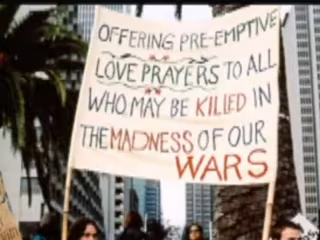 OFFERING PRE-EMPTIVE
LOVE PRAYERS TO ALL
WHO MAY BE KILLED IN
THE MADNESS OF OUR
WARS